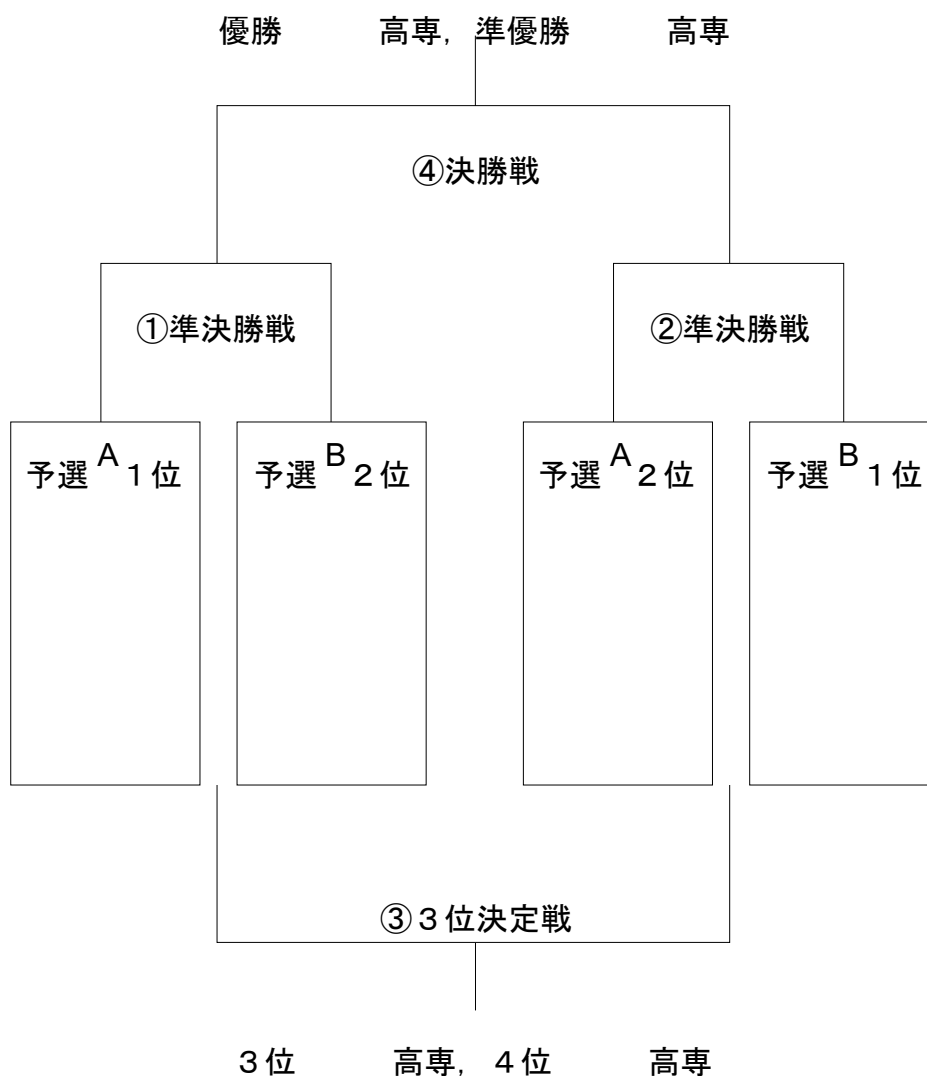 優勝　　　高専，準優勝　　　高専
④決勝戦
①準決勝戦　②準決勝戦
予選A１位　予選B２位　予選A２位　予選B１位
③３位決定戦
３位　　　高専，４位　　　高専